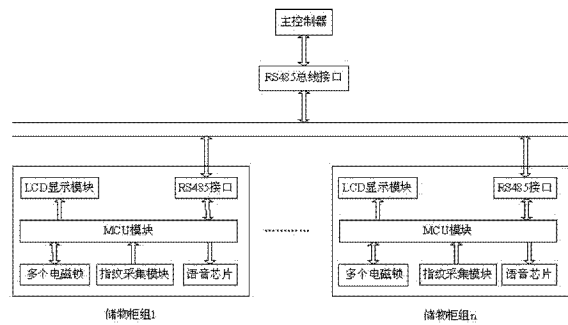 主控制器
RS485总线接口
LCD显示模块 RS485接口
MCU模块
多个电磁锁 指纹采集模块 语音芯片
储物柜组1
············
LCD显示模块 RS485接口
MCU模块
多个电磁锁 指纹采集模块 语音芯片
储物柜组n